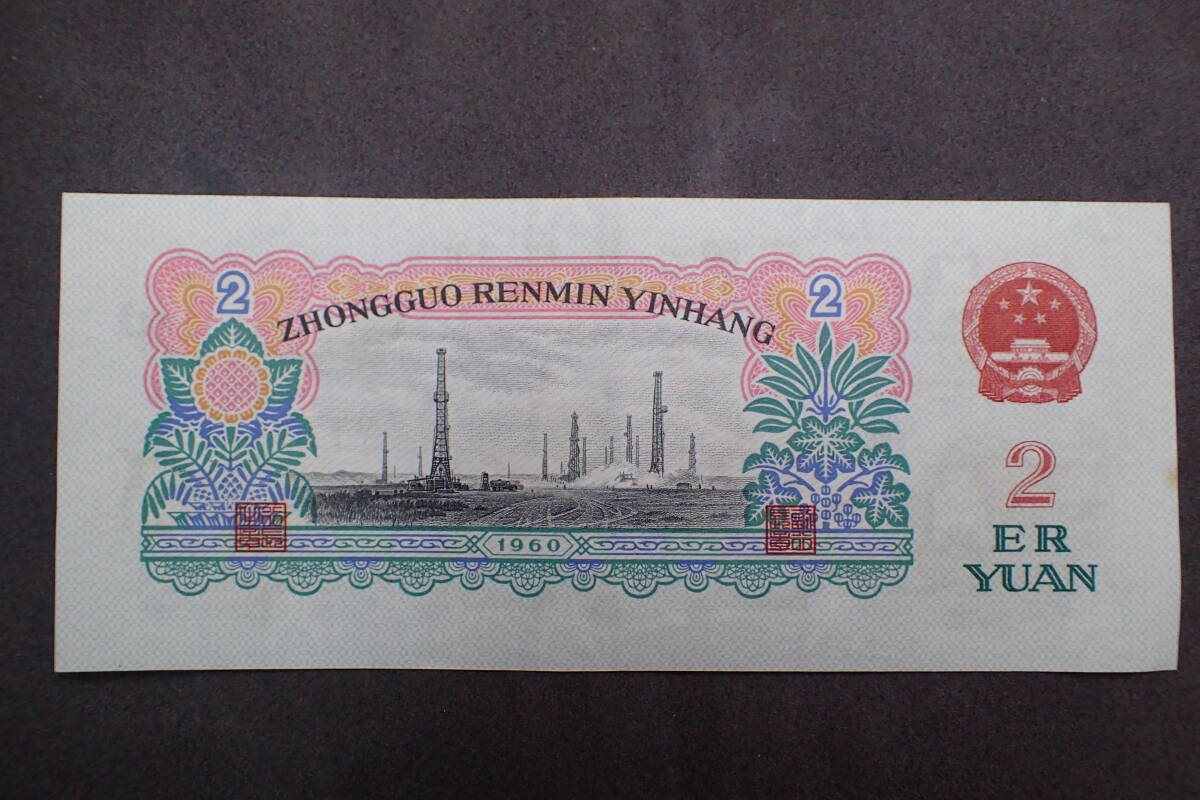 2
2
ZHONGGUO RENMIN YINHANG
1960
2
ER
YUAN